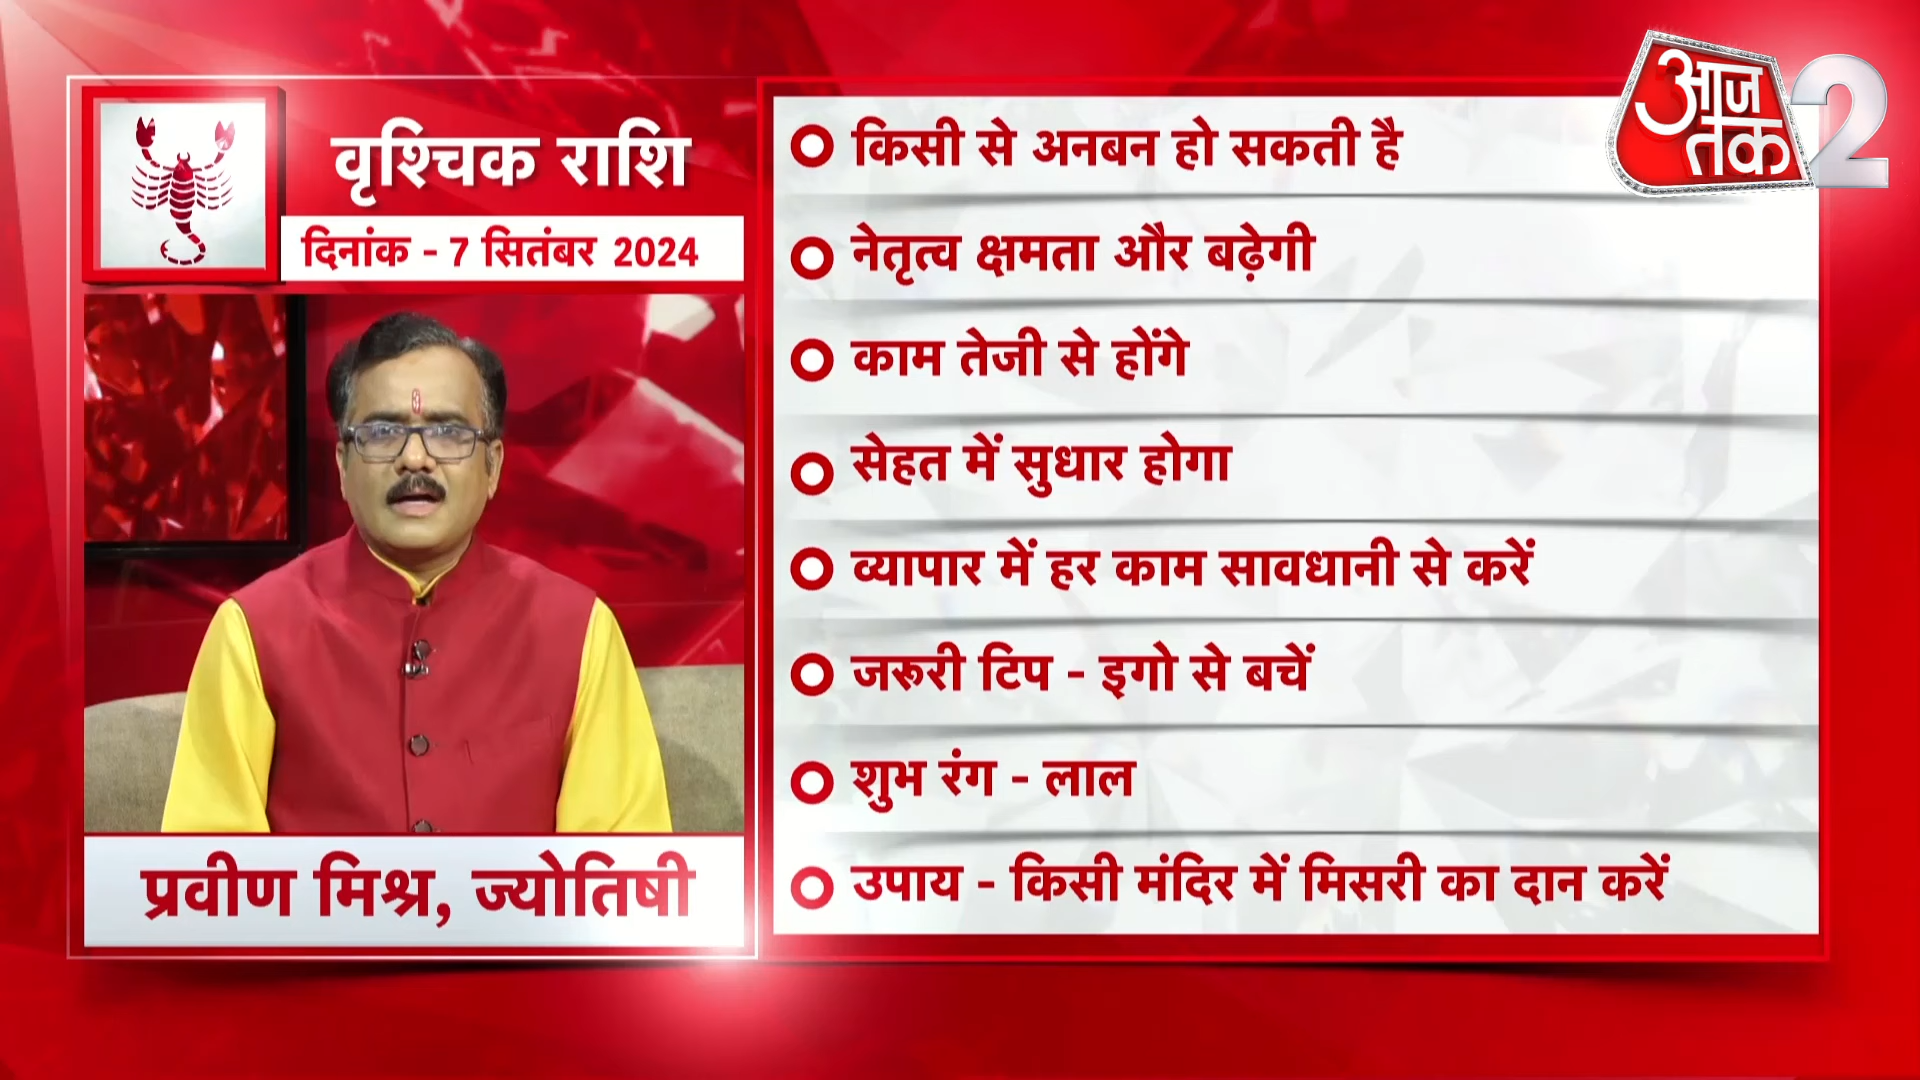 वृश्चिक राशि
दिनांक - 7 सितंबर 2024
प्रवीण मिश्र, ज्योतिषी
किसी से अनबन हो सकती है
नेतृत्व क्षमता और बढ़ेगी
काम तेजी से होंगे
सेहत में सुधार होगा
व्यापार में हर काम सावधानी से करें
जरूरी टिप - इगो से बचें
शुभ रंग - लाल
उपाय - किसी मंदिर में मिसरी का दान करें
आज
तक 2